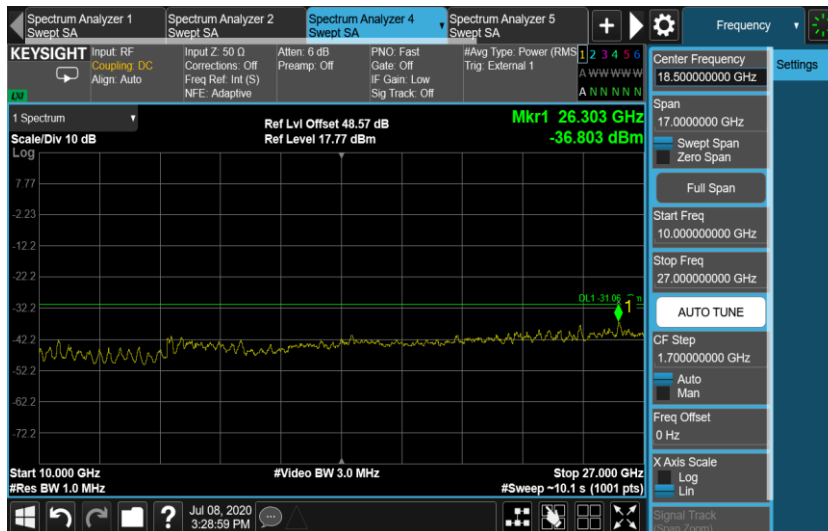 Spectrum Analyzer 1
Swept SA
Spectrum Analyzer 2
Swept SA
Spectrum Analyzer 4
Swept SA
Spectrum Analyzer 5
Swept SA
+
Frequency
KEYSIGHT
Input: RF
Coupling: DC
Align: Auto
LXI
Input Z: 50 Ω
Corrections: Off
Freq Ref: Int (S)
NFE: Adaptive
Atten: 6 dB
Preamp: Off
PNO: Fast
Gate: Off
IF Gain: Low
Sig Track: Off
#Avg Type: Power (RMS
Trig: External 1
1 2 3 4 5 6
A W W W W W
A N N N N N
1 Spectrum
Scale/Div 10 dB
Log
Ref Lvl Offset 48.57 dB
Ref Level 17.77 dBm
Mkr1 26.303 GHz
-36.803 dBm
7.77
-2.23
-12.2
-22.2
-32.2
-42.2
-52.2
-62.2
-72.2
DL1 -31.06
1
Start 10.000 GHz
#Res BW 1.0 MHz
#Video BW 3.0 MHz
Stop 27.000 GHz
#Sweep ~10.1 s (1001 pts)
?
Jul 08, 2020
3:28:59 PM
Center Frequency
18.500000000 GHz
Settings
Span
17.0000000 GHz
Swept Span
Zero Span
Full Span
Start Freq
10.000000000 GHz
Stop Freq
27.000000000 GHz
AUTO TUNE
CF Step
1.700000000 GHz
Auto
Man
Freq Offset
0 Hz
X Axis Scale
Log
Lin
Signal Track
(Span Zoom)